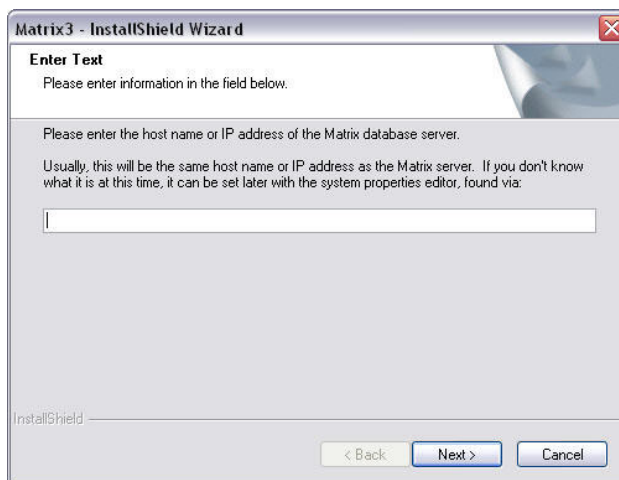 Matrix3 - InstallShield Wizard
Enter Text
Please enter information in the field below.
Please enter the host name or IP address of the Matrix database server.
Usually, this will be the same host name or IP address as the Matrix server. If you don't know
what it is at this time, it can be set later with the system properties editor, found via:
InstallShield
< Back
Next >
Cancel